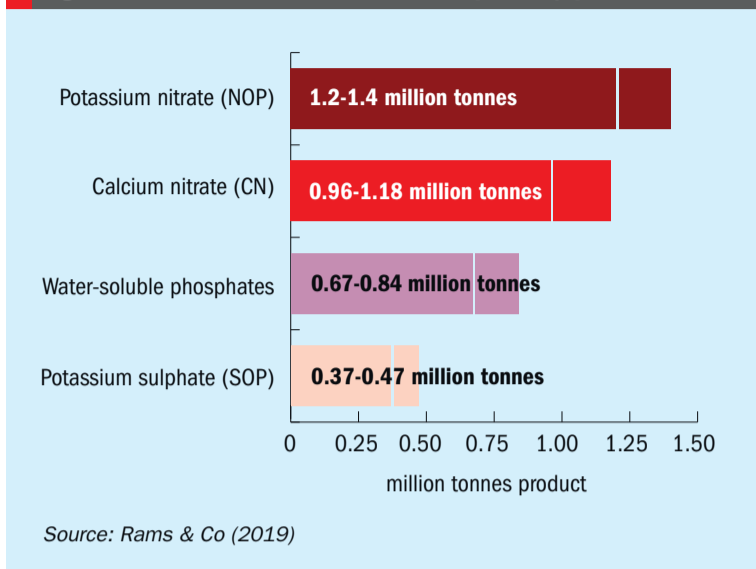 Potassium nitrate (NOP)
1.2-1.4 million tonnes
Calcium nitrate (CN)
0.96-1.18 million tonnes
Water-soluble phosphates
0.67-0.84 million tonnes
Potassium sulphate (SOP)
0.37-0.47 million tonnes
0 0.25 0.50 0.75 1.00 1.25 1.50
million tonnes product
Source: Rams & Co (2019)